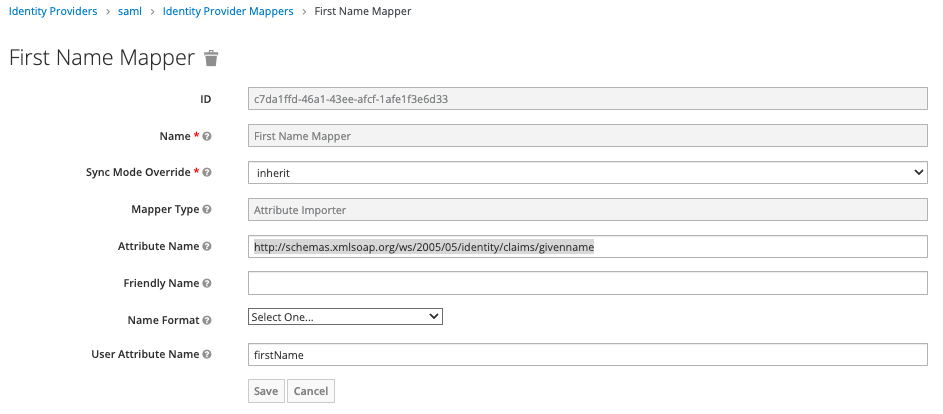 Identity Providers > saml > Identity Provider Mappers > First Name Mapper
First Name Mapper
ID c7da1ffd-46a1-43ee-afcf-1afe1f3e6d33
Name * First Name Mapper
Sync Mode Override * inherit
Mapper Type Attribute Importer
Attribute Name http://schemas.xmlsoap.org/ws/2005/05/identity/claims/givenname
Friendly Name
Name Format Select One...
User Attribute Name firstName
Save Cancel